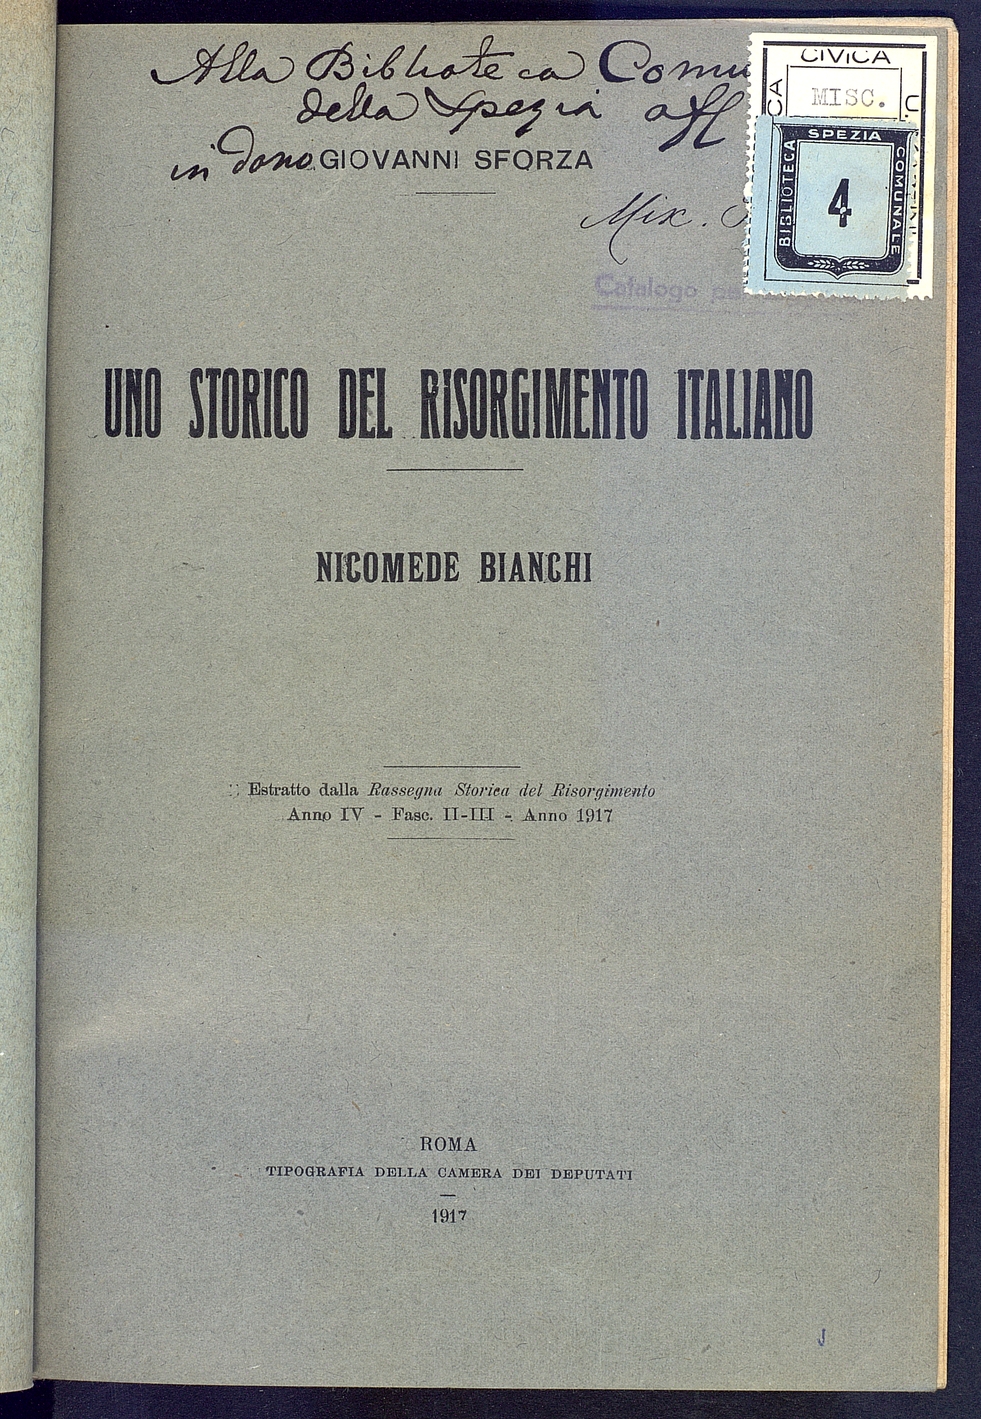 Alla Biblioteca Comu
della Spezia off
in dono GIOVANNI SFORZA
CIVICA
MISC.
SPEZIA
BIBLIOTECA
COMUNALE
4
Catalogo pe
UNO STORICO DEL RISORGIMENTO ITALIANO
NICOMEDE BIANCHI
Estratto dalla Rassegna Storica del Risorgimento
Anno IV - Fasc. II-III - Anno 1917
ROMA
TIPOGRAFIA DELLA CAMERA DEI DEPUTATI
1917